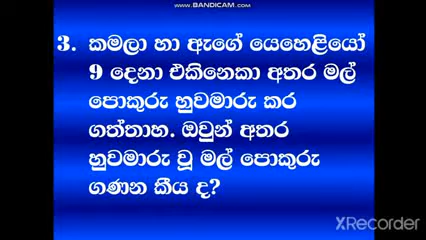 www.BANDICAM.com
3. කමලා හා ඇගේ යෙහෙළියෝ
9 දෙනා එකිනෙකා අතර මල්
පොකුරු හුවමාරු කර
ගත්තාහ. ඔවුන් අතර
හුවමාරු වූ මල් පොකුරු
ගණන කීය ද?
XRecorder